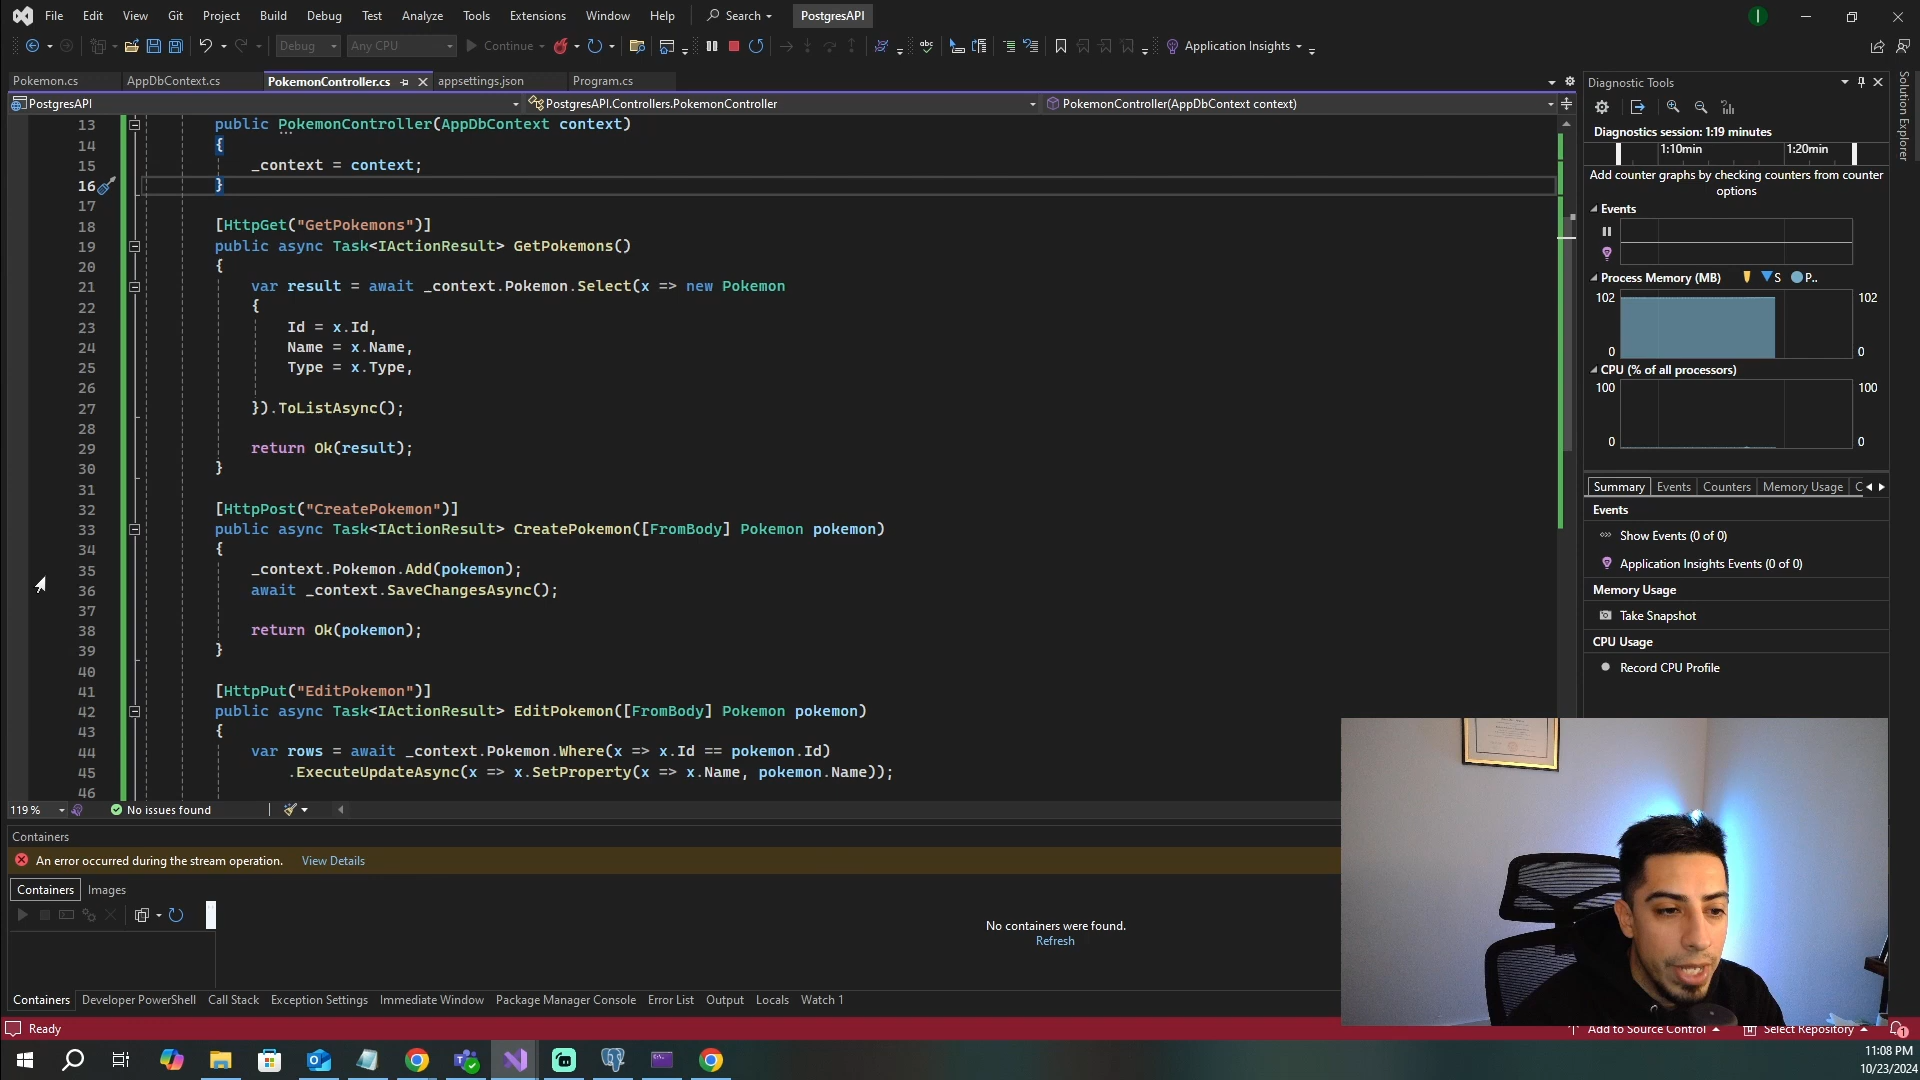 File Edit View Git Project Build Debug Test Analyze Tools Extensions Window Help Search PostgresAPI
Debug Any CPU Continue Application Insights
Pokemon.cs AppDbContext.cs PokemonController.cs appsettings.json Program.cs
PostgresAPI PostgresAPI.Controllers.PokemonController PokemonController(AppDbContext context)
13 public PokemonController(AppDbContext context)
14 {
15 _context = context;
16 }
17
18 [HttpGet("GetPokemons")]
19 public async Task<IActionResult> GetPokemons()
20 {
21 var result = await _context.Pokemon.Select(x => new Pokemon
22 {
23 Id = x.Id,
24 Name = x.Name,
25 Type = x.Type,
26
27 }).ToListAsync();
28
29 return Ok(result);
30 }
31
32 [HttpPost("CreatePokemon")]
33 public async Task<IActionResult> CreatePokemon([FromBody] Pokemon pokemon)
34 {
35 _context.Pokemon.Add(pokemon);
36 await _context.SaveChangesAsync();
37
38 return Ok(pokemon);
39 }
40
41 [HttpPut("EditPokemon")]
42 public async Task<IActionResult> EditPokemon([FromBody] Pokemon pokemon)
43 {
44 var rows = await _context.Pokemon.Where(x => x.Id == pokemon.Id)
45 .ExecuteUpdateAsync(x => x.SetProperty(x => x.Name, pokemon.Name));
46
119 % No issues found
Diagnostic Tools
Diagnostics session: 1:19 minutes
1:10min 1:20min
Add counter graphs by checking counters from counter
options
Events
Process Memory (MB) S P..
102 102
0 0
CPU (% of all processors)
100 100
0 0
Summary Events Counters Memory Usage C
Events
Show Events (0 of 0)
Application Insights Events (0 of 0)
Memory Usage
Take Snapshot
CPU Usage
Record CPU Profile
Solution Explorer
Containers
An error occurred during the stream operation. View Details
Containers Images
No containers were found.
Refresh
Containers Developer PowerShell Call Stack Exception Settings Immediate Window Package Manager Console Error List Output Locals Watch 1
Ready Add to Source Control Select Repository 1
11:08 PM
10/23/2024